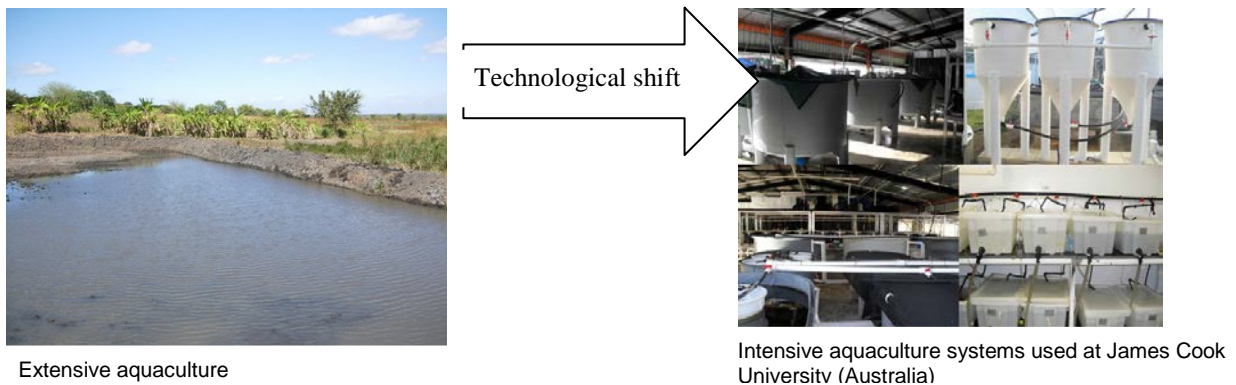 Technological shift
Extensive aquaculture
Intensive aquaculture systems used at James Cook
University (Australia)